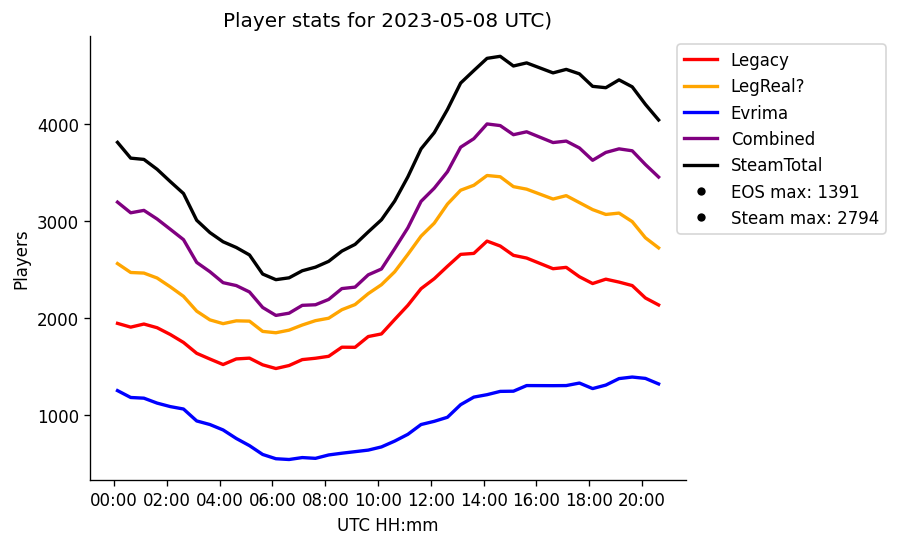 Player stats for 2023-05-08 UTC)
Legacy
LegReal?
Evrima
Combined
SteamTotal
EOS max: 1391
Steam max: 2794
Players
4000
3000
2000
1000
00:00 02:00 04:00 06:00 08:00 10:00 12:00 14:00 16:00 18:00 20:00
UTC HH:mm